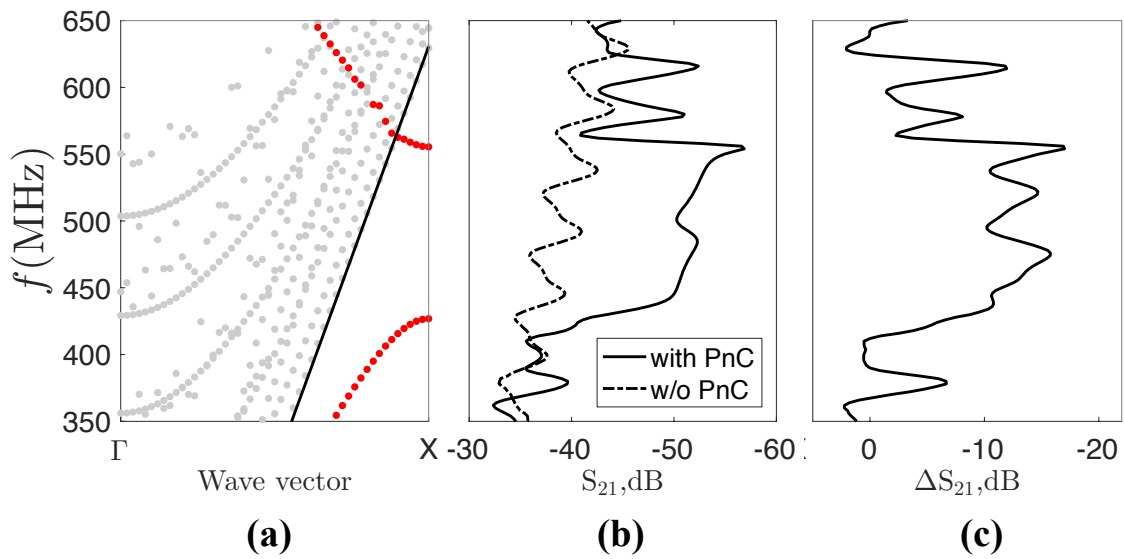 650
600
550
500
450
400
350
f(MHz)
Γ
X
Wave vector
(a)
with PnC
w/o PnC
-30
-40
-50
-60
S21,dB
(b)
0
-10
-20
ΔS21,dB
(c)